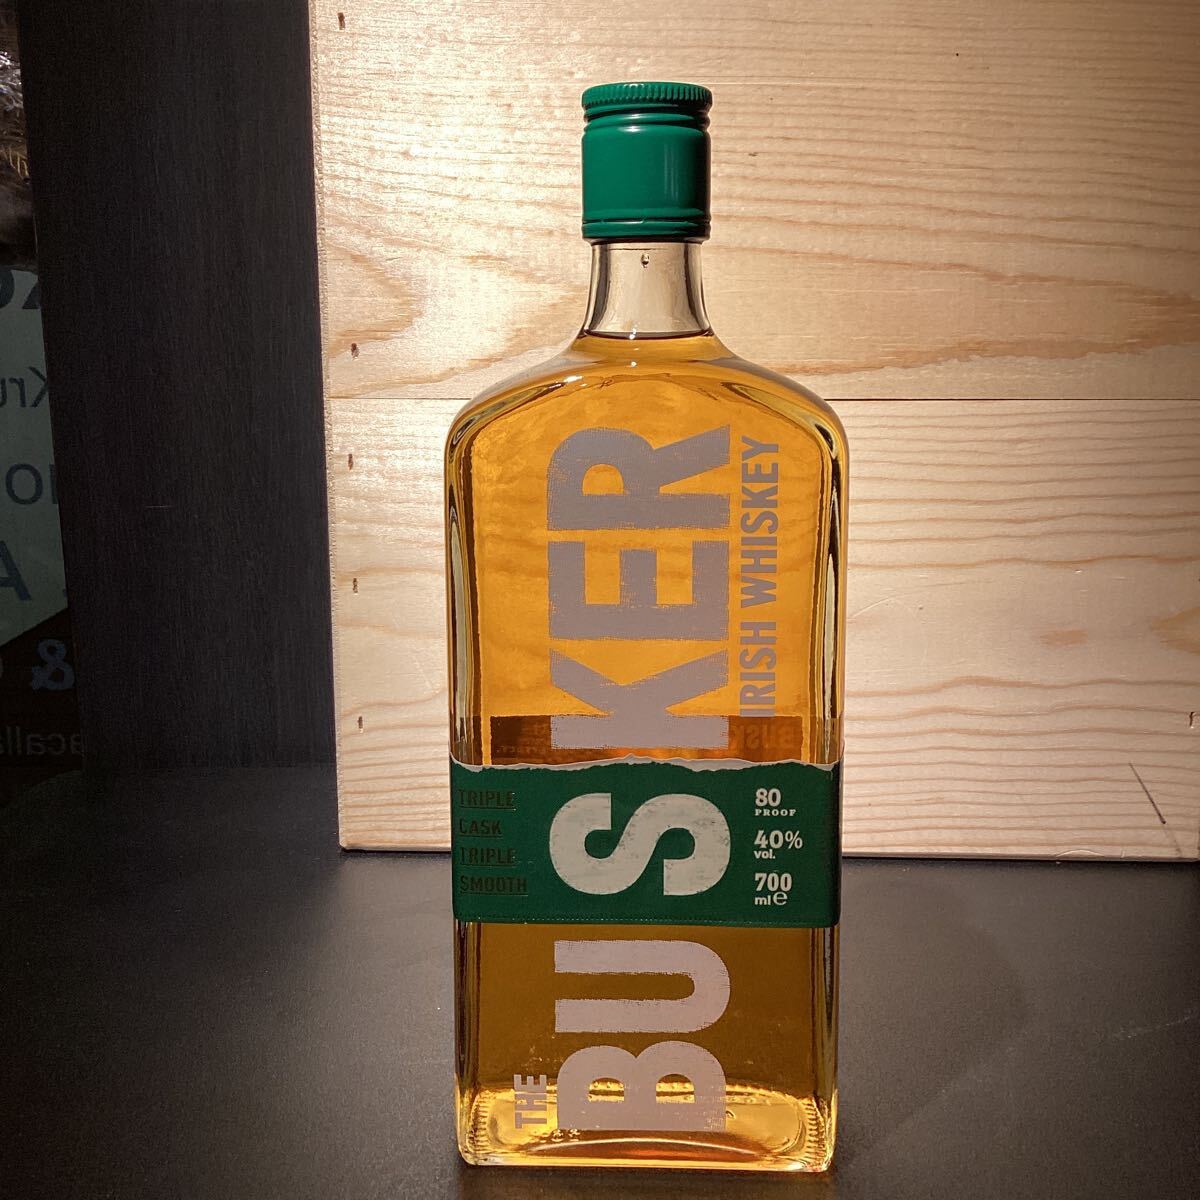 THE BUSKER
IRISH WHISKEY
TRIPLE
CASK
TRIPLE
SMOOTH
80
PROOF
40%
vol.
700
ml e
&